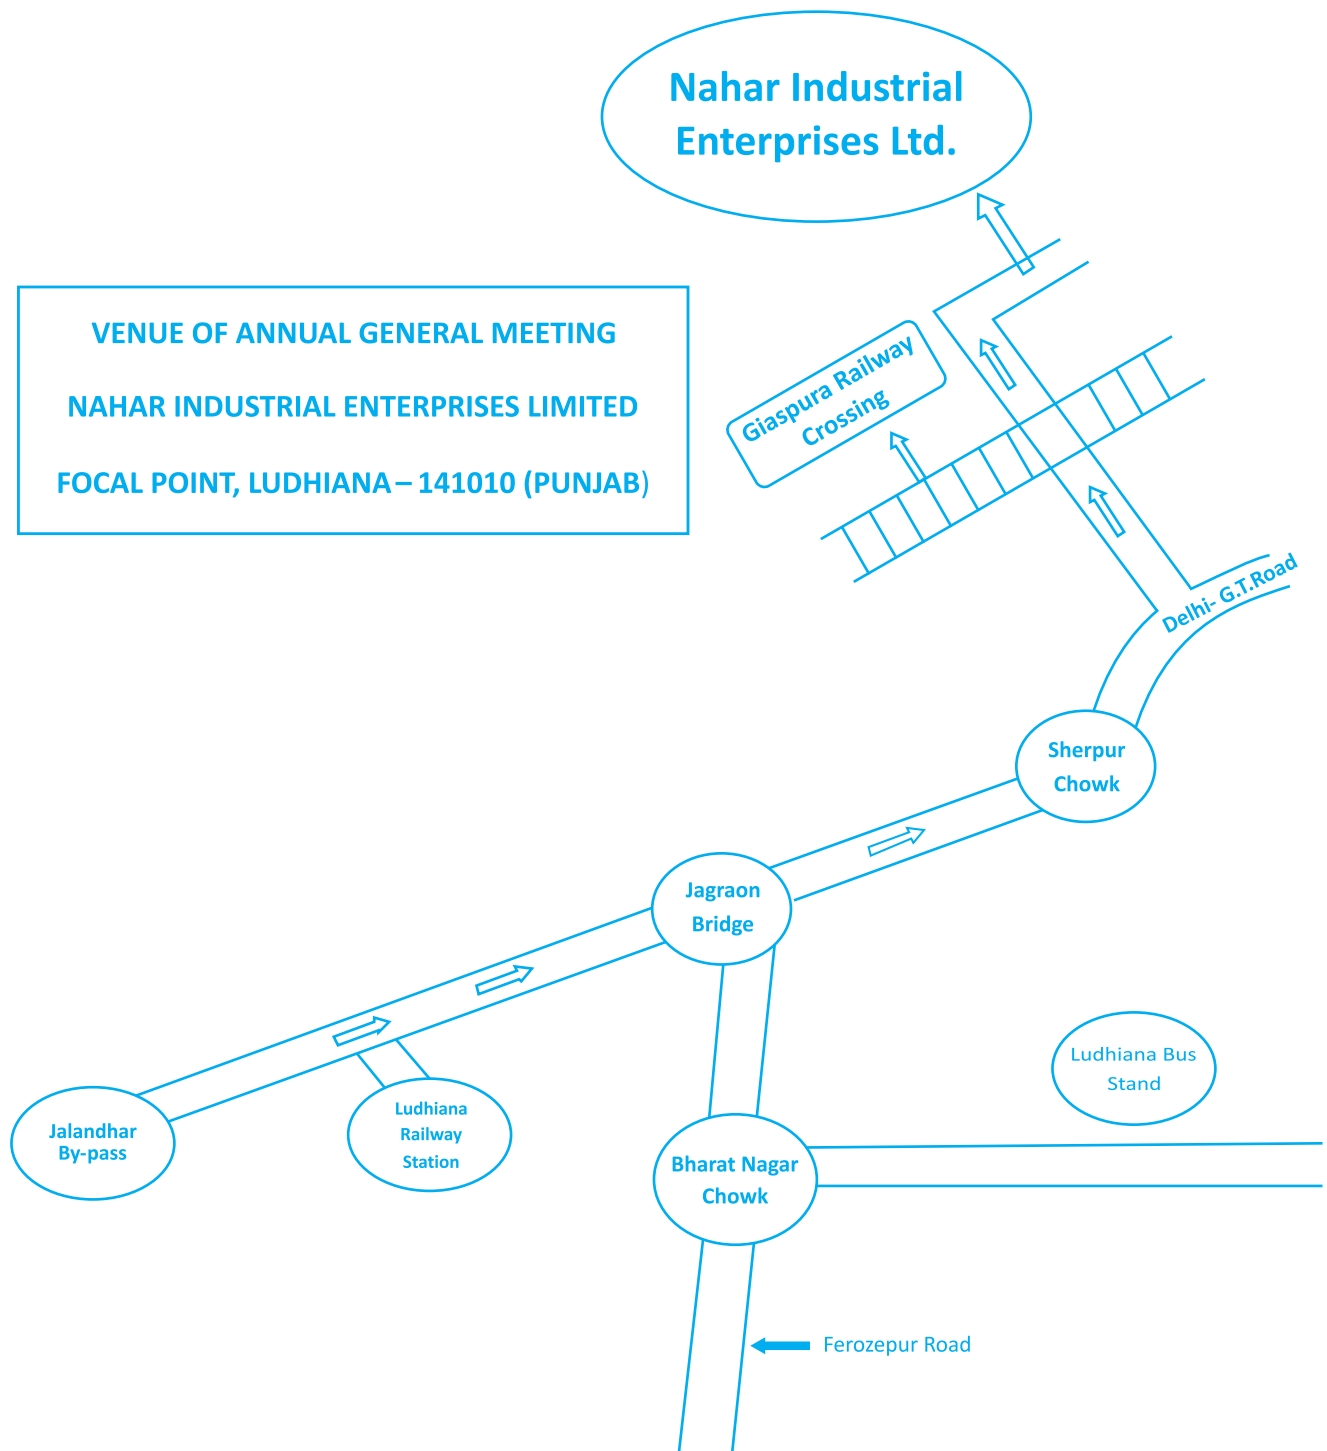 Nahar Industrial
Enterprises Ltd.
VENUE OF ANNUAL GENERAL MEETING
NAHAR INDUSTRIAL ENTERPRISES LIMITED
FOCAL POINT, LUDHIANA – 141010 (PUNJAB)
Giaspura Railway
Crossing
Delhi- G.T.Road
Sherpur
Chowk
Jagraon
Bridge
Ludhiana Bus
Stand
Jalandhar
By-pass
Ludhiana
Railway
Station
Bharat Nagar
Chowk
Ferozepur Road